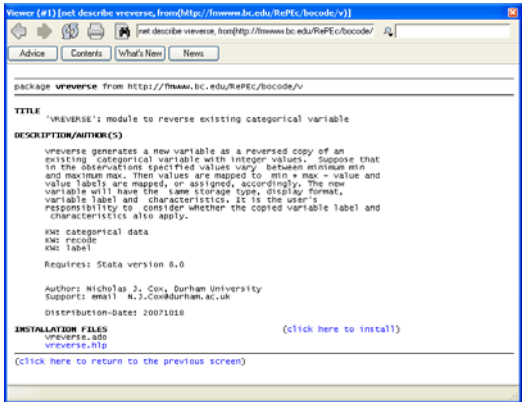 Viewer (#1) [net describe vreverse, from(http://fmwww.bc.edu/RePEc/bocode/v)]
net describe vreverse, from(http://fmwww.bc.edu/RePEc/bocode/
Advice Contents What's New News
package vreverse from http://fmwww.bc.edu/RePEc/bocode/v
TITLE
'VREVERSE': module to reverse existing categorical variable
DESCRIPTION/AUTHOR(S)
vreverse generates a new variable as a reversed copy of an
existing categorical variable with integer values. Suppose that
in the observations specified values vary between minimum min
and maximum max. Then values are mapped to min + max - value and
value labels are mapped, or assigned, accordingly. The new
variable will have the same storage type, display format,
variable label and characteristics. It is the user's
responsibility to consider whether the copied variable label and
characteristics also apply.
KW: categorical data
KW: recode
KW: label
Requires: Stata version 8.0
Author: Nicholas J. Cox, Durham University
Support: email N.J.Cox@durham.ac.uk
Distribution-Date: 20071018
INSTALLATION FILES (click here to install)
vreverse.ado
vreverse.hlp
(click here to return to the previous screen)